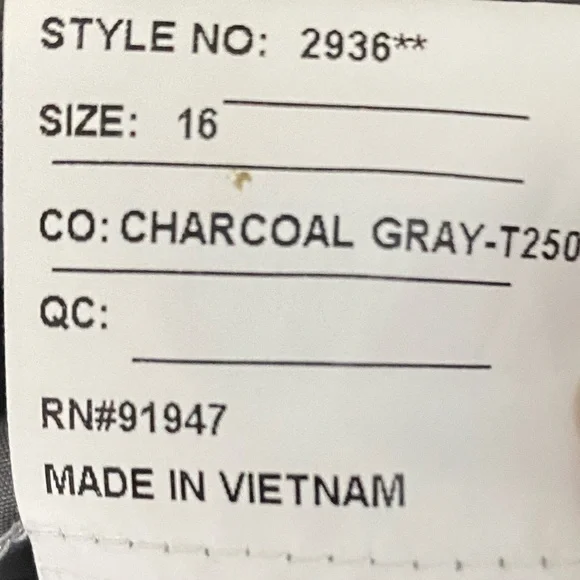 STYLE NO: 2936**
SIZE: 16
CO: CHARCOAL GRAY-T250
QC:
RN#91947
MADE IN VIETNAM